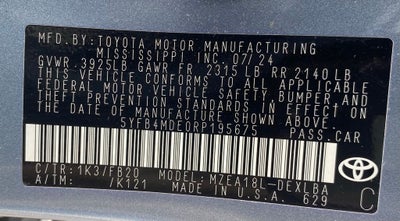 MFD.BY:TOYOTA MOTOR MANUFACTURING
MISSISSIPPI INC. 07/24
GVWR. 3925LB GAWR FR 2315 LB RR 2140 LB
THIS VEHICLE CONFORMS TO ALL APPLICABLE
FEDERAL MOTOR VEHICLE SAFETY, BUMPER, AND
THEFT PREVENTION STANDARDS IN EFFECT
ON THE DATE OF MANUFACTURE SHOWN ABOVE.
5YFB4MDE0RP195675 PASS.CAR
C/TR:1K3/FB20 MODEL:MZEA18L-DEXLBA
A/TM: /K121 MADE IN U.S.A. 629
TOYOTA
C